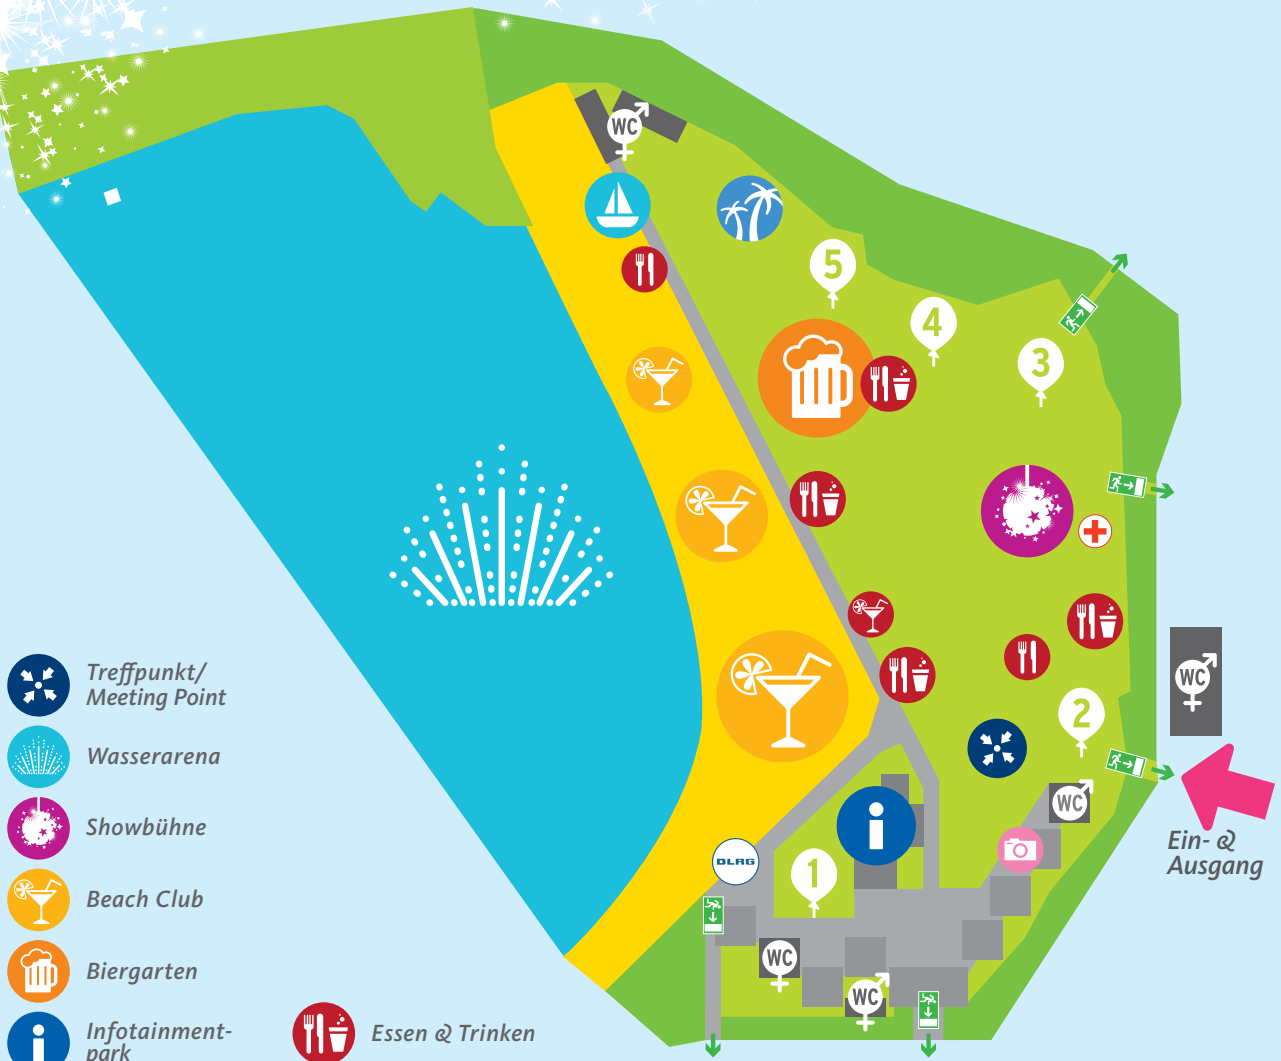 WC
5
4
3
WC
2
Treffpunkt/
Meeting Point
Wasserarena
WC
Ein- &
Ausgang
Showbühne
DLRG
1
i
Beach Club
WC
Biergarten
WC
Infotainment-
park
i
Essen & Trinken